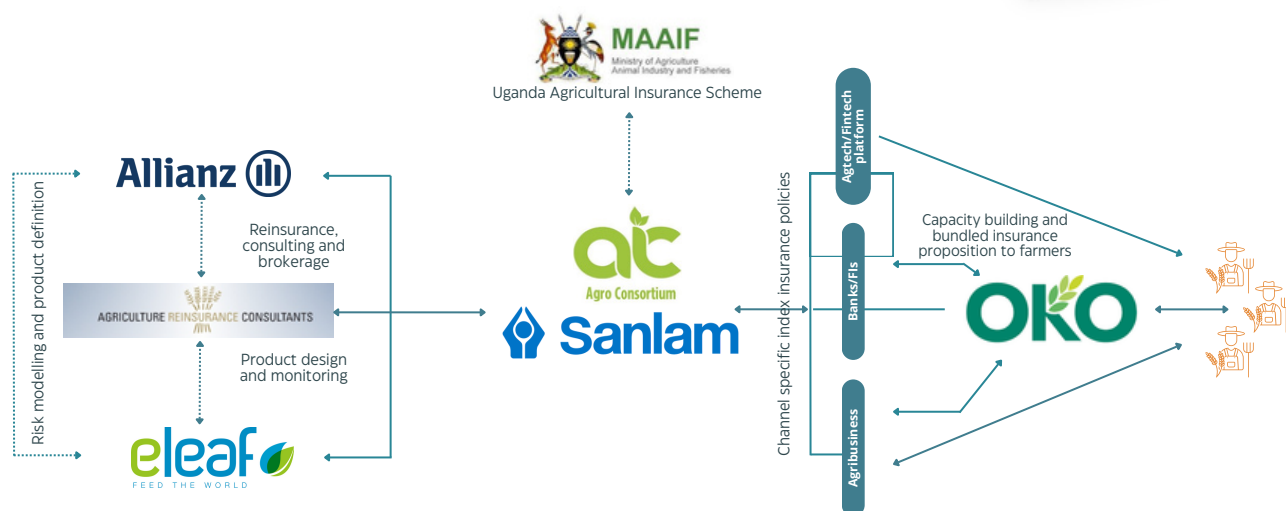 MAAIF
Ministry of Agriculture
Animal Industry and Fisheries
Uganda Agricultural Insurance Scheme
Risk modelling and product definition
Allianz
Reinsurance,
consulting and
brokerage
AGRICULTURE REINSURANCE CONSULTANTS
Product design
and monitoring
eleaf
FEED THE WORLD
aic
Agro Consortium
Sanlam
Channel specific index insurance policies
Agtech/Fintech
platform
Banks/FIs
Agribusiness
Capacity building and
bundled insurance
proposition to farmers
OKO